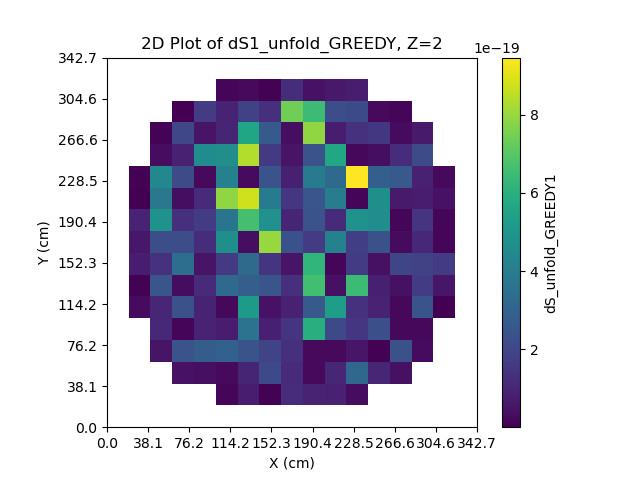 2D Plot of dS1_unfold_GREEDY, Z=2
1e−19
342.7
304.6
266.6
228.5
190.4
152.3
114.2
76.2
38.1
0.0
Y (cm)
0.0 38.1 76.2 114.2 152.3 190.4 228.5 266.6 304.6 342.7
X (cm)
8
6
4
2
dS_unfold_GREEDY1